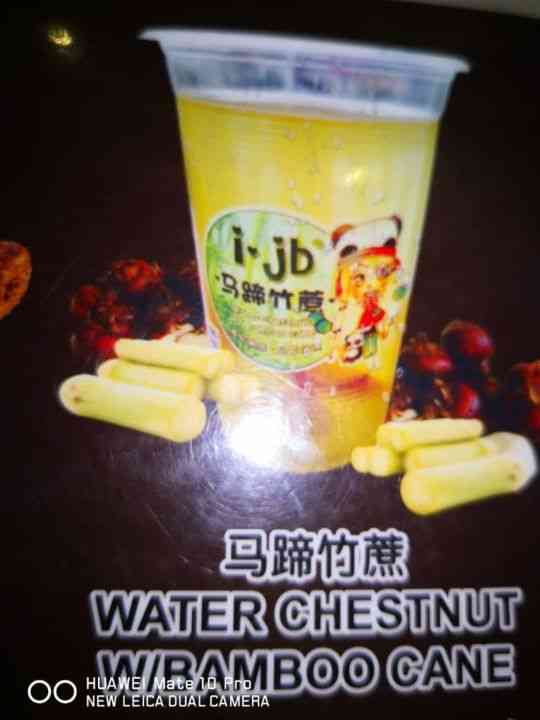 i-jb
·马蹄竹蔗·
马蹄竹蔗
WATER CHESTNUT
W/BAMBOO CANE
HUAWEI Mate 10 Pro
NEW LEICA DUAL CAMERA